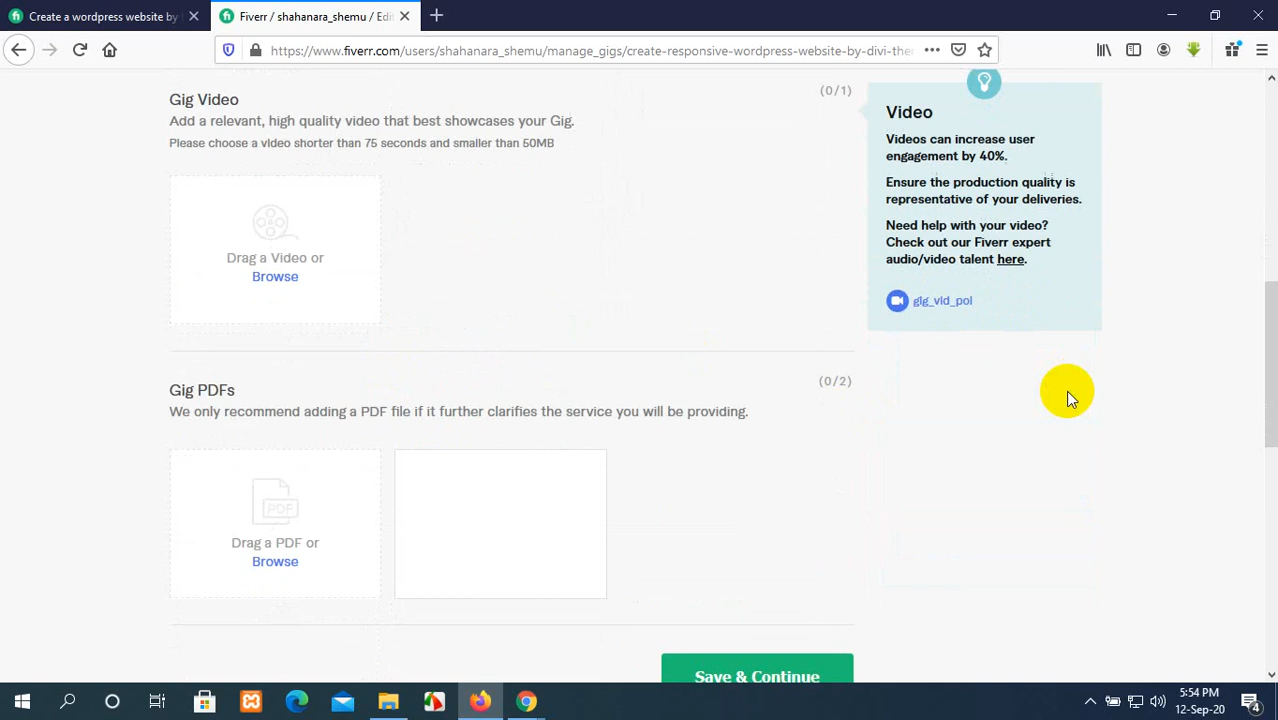 Create a wordpress website by
Fiverr / shahanara_shemu / Edi
https://www.fiverr.com/users/shahanara_shemu/manage_gigs/create-responsive-wordpress-website-by-divi-the
Gig Video
(0/1)
Add a relevant, high quality video that best showcases your Gig.
Please choose a video shorter than 75 seconds and smaller than 50MB
Drag a Video or
Browse
Video
Videos can increase user
engagement by 40%.
Ensure the production quality is
representative of your deliveries.
Need help with your video?
Check out our Fiverr expert
audio/video talent here.
gig_vid_pol
Gig PDFs
(0/2)
We only recommend adding a PDF file if it further clarifies the service you will be providing.
PDF
Drag a PDF or
Browse
Save & Continue
5:54 PM
12-Sep-20
4